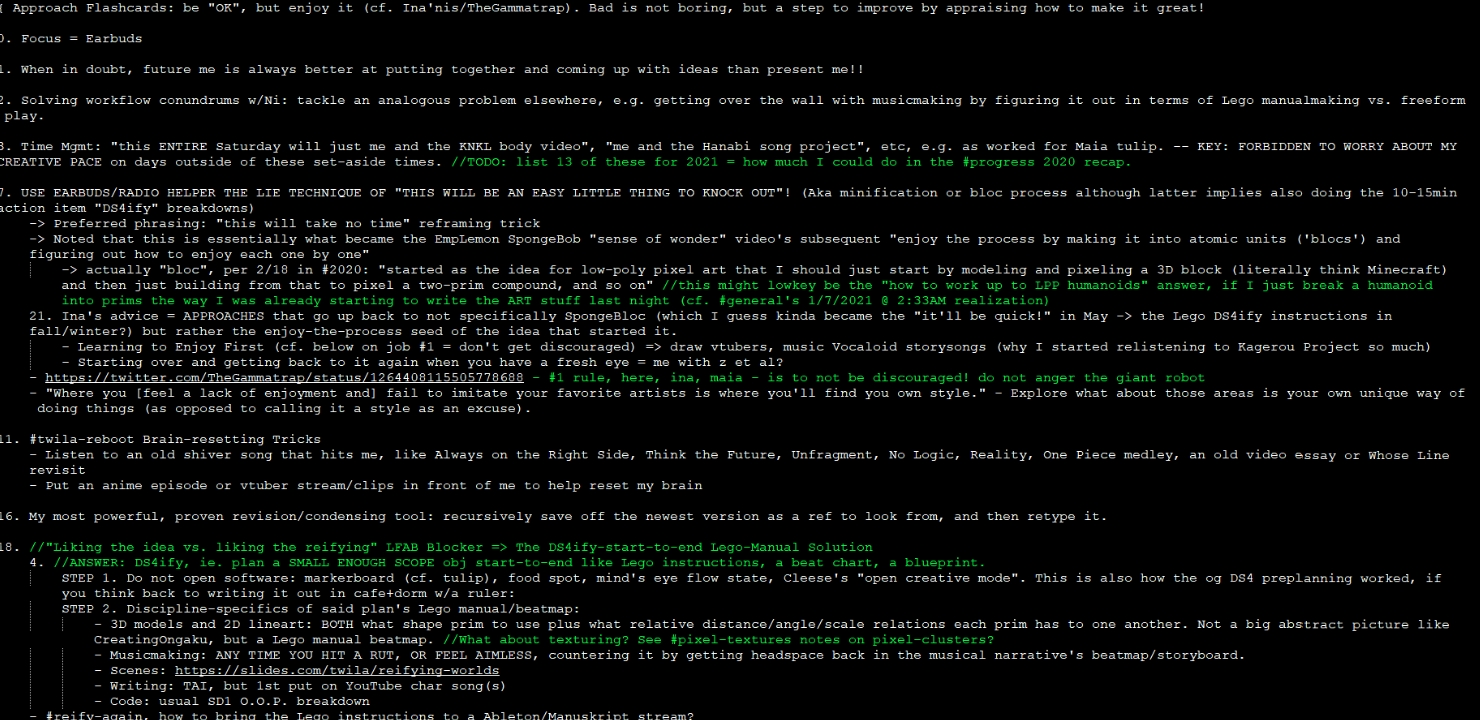 { Approach Flashcards: be "OK", but enjoy it (cf. Ina'nis/TheGammatrap). Bad is not boring, but a step to improve by appraising how to make it great!
0. Focus = Earbuds
1. When in doubt, future me is always better at putting together and coming up with ideas than present me!!
2. Solving workflow conundrums w/Ni: tackle an analogous problem elsewhere, e.g. getting over the wall with musicmaking by figuring it out in terms of Lego manualmaking vs. freeform
play.
3. Time Mgmt: "this ENTIRE Saturday will just me and the KNKL body video", "me and the Hanabi song project", etc, e.g. as worked for Maia tulip. -- KEY: FORBIDDEN TO WORRY ABOUT MY
CREATIVE PACE on days outside of these set-aside times. //TODO: list 13 of these for 2021 = how much I could do in the #progress 2020 recap.
7. USE EARBUDS/RADIO HELPER THE LIE TECHNIQUE OF "THIS WILL BE AN EASY LITTLE THING TO KNOCK OUT"! (Aka minification or bloc process although latter implies also doing the 10-15min
action item "DS4ify" breakdowns)
-> Preferred phrasing: "this will take no time" reframing trick
-> Noted that this is essentially what became the EmpLemon SpongeBob "sense of wonder" video's subsequent "enjoy the process by making it into atomic units ('blocs') and
figuring out how to enjoy each one by one"
-> actually "bloc", per 2/18 in #2020: "started as the idea for low-poly pixel art that I should just start by modeling and pixeling a 3D block (literally think Minecraft)
and then just building from that to pixel a two-prim compound, and so on" //this might lowkey be the "how to work up to LPP humanoids" answer, if I just break a humanoid
into prims the way I was already starting to write the ART stuff last night (cf. #general's 1/7/2021 @ 2:33AM realization)
21. Ina's advice = APPROACHES that go up back to not specifically SpongeBloc (which I guess kinda became the "it'll be quick!" in May -> the Lego DS4ify instructions in
fall/winter?) but rather the enjoy-the-process seed of the idea that started it.
- Learning to Enjoy First (cf. below on job #1 = don't get discouraged) => draw vtubers, music Vocaloid storysongs (why I started relistening to Kagerou Project so much)
- Starting over and getting back to it again when you have a fresh eye = me with z et al?
- https://twitter.com/TheGammatrap/status/1264408115505778688 - #1 rule, here, ina, maia - is to not be discouraged! do not anger the giant robot
- "Where you [feel a lack of enjoyment and] fail to imitate your favorite artists is where you'll find you own style." - Explore what about those areas is your own unique way of
doing things (as opposed to calling it a style as an excuse).
11. #twila-reboot Brain-resetting Tricks
- Listen to an old shiver song that hits me, like Always on the Right Side, Think the Future, Unfragment, No Logic, Reality, One Piece medley, an old video essay or Whose Line
revisit
- Put an anime episode or vtuber stream/clips in front of me to help reset my brain
16. My most powerful, proven revision/condensing tool: recursively save off the newest version as a ref to look from, and then retype it.
18. //"Liking the idea vs. liking the reifying" LFAB Blocker => The DS4ify-start-to-end Lego-Manual Solution
4. //ANSWER: DS4ify, ie. plan a SMALL ENOUGH SCOPE obj start-to-end like Lego instructions, a beat chart, a blueprint.
STEP 1. Do not open software: markerboard (cf. tulip), food spot, mind's eye flow state, Cleese's "open creative mode". This is also how the og DS4 preplanning worked, if
you think back to writing it out in cafe+dorm w/a ruler:
STEP 2. Discipline-specifics of said plan's Lego manual/beatmap:
- 3D models and 2D lineart: BOTH what shape prim to use plus what relative distance/angle/scale relations each prim has to one another. Not a big abstract picture like
CreatingOngaku, but a Lego manual beatmap. //What about texturing? See #pixel-textures notes on pixel-clusters?
- Musicmaking: ANY TIME YOU HIT A RUT, OR FEEL AIMLESS, countering it by getting headspace back in the musical narrative's beatmap/storyboard.
- Scenes: https://slides.com/twila/reifying-worlds
- Writing: TAI, but 1st put on YouTube char song(s)
- Code: usual SD1 O.O.P. breakdown
- #reify-again, how to bring the Lego instructions to a Ableton/Manuskript stream?